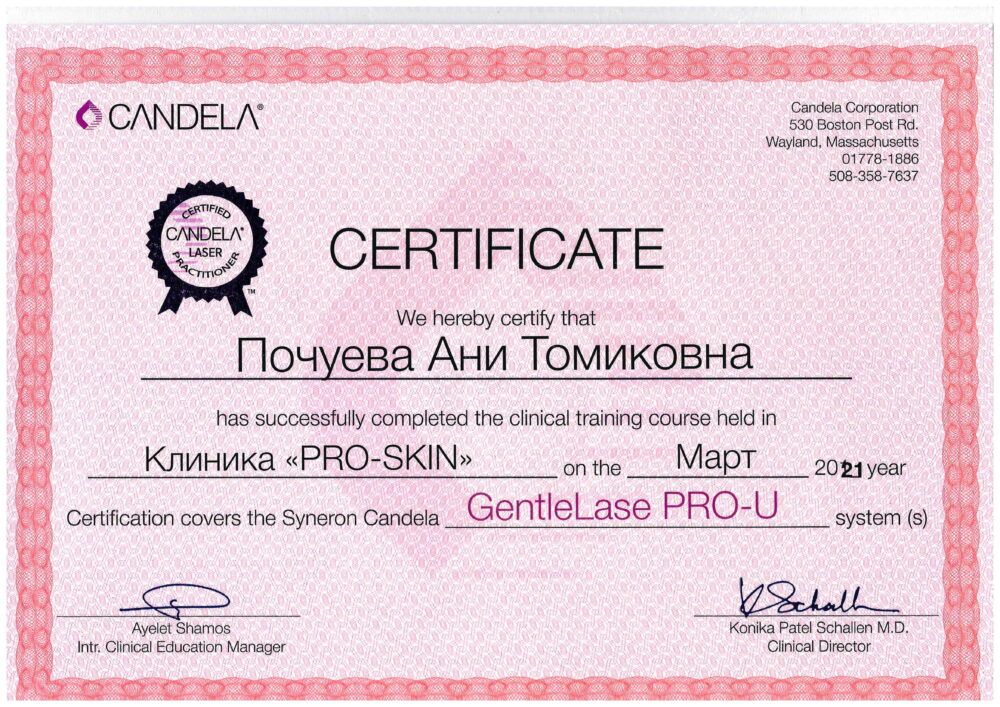 CANDELA®
Candela Corporation
530 Boston Post Rd.
Wayland, Massachusetts
01778-1886
508-358-7637
CERTIFIED
CANDELA®
LASER
PRACTITIONER
TM
CERTIFICATE
We hereby certify that
Почуева Ани Томиковна
has successfully completed the clinical training course held in
Клиника «PRO-SKIN» on the Март 2021 year
Certification covers the Syneron Candela GentleLase PRO-U system (s)
Ayelet Shamos
Intr. Clinical Education Manager
Konika Patel Schallen M.D.
Clinical Director